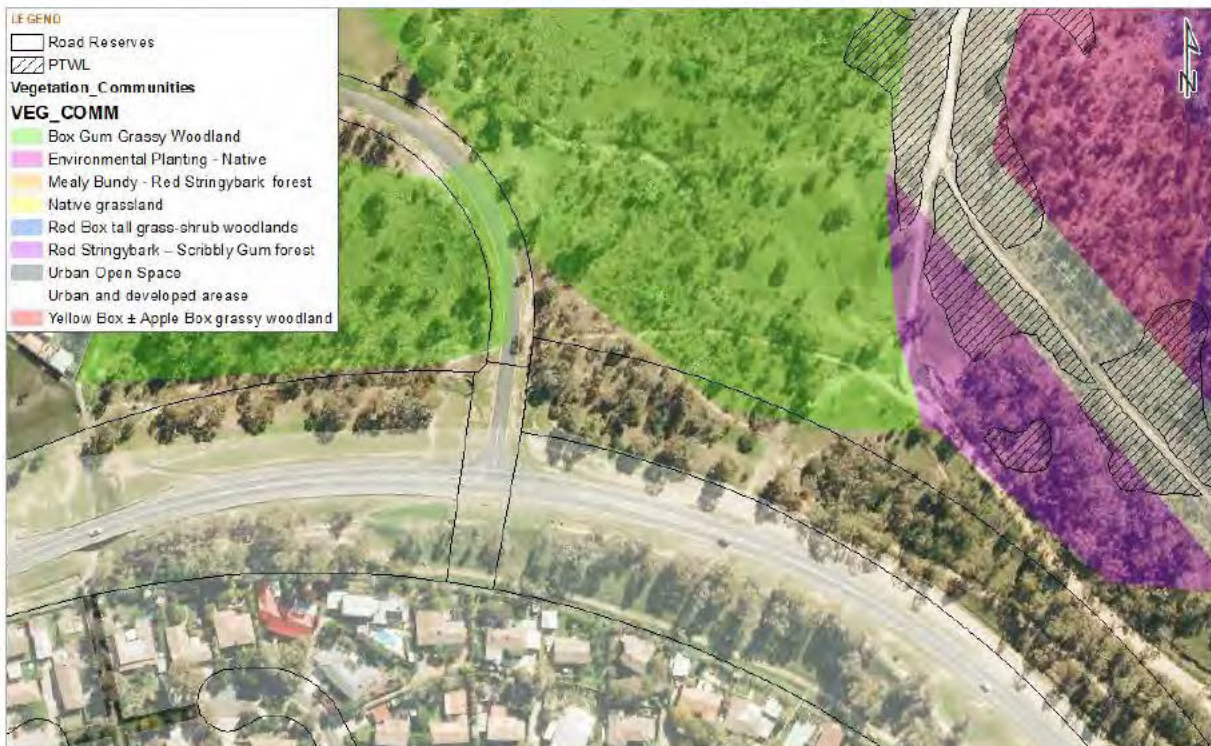 LEGEND
Road Reserves
PTWL
Vegetation_Communities
VEG_COMM
Box Gum Grassy Woodland
Environmental Planting - Native
Mealy Bundy - Red Stringybark forest
Native grassland
Red Box tall grass-shrub woodlands
Red Stringybark – Scribbly Gum forest
Urban Open Space
Urban and developed arease
Yellow Box ± Apple Box grassy woodland
N